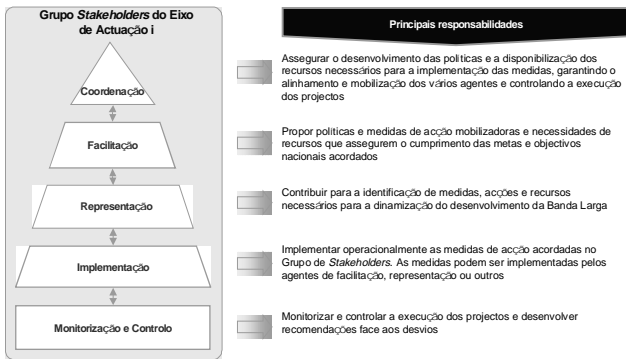 Grupo Stakeholders do Eixo
de Actuação i
Principais responsabilidades
Coordenação
Assegurar o desenvolvimento das políticas e a disponibilização dos
recursos necessários para a implementação das medidas, garantindo o
alinhamento e mobilização dos vários agentes e controlando a execução
dos projectos
Facilitação
Propor políticas e medidas de acção mobilizadoras e necessidades de
recursos que assegurem o cumprimento das metas e objectivos
nacionais acordados
Representação
Contribuir para a identificação de medidas, acções e recursos
necessários para a dinamização do desenvolvimento da Banda Larga
Implementação
Implementar operacionalmente as medidas de acção acordadas no
Grupo de Stakeholders. As medidas podem ser implementadas pelos
agentes de facilitação, representação ou outros
Monitorização e Controlo
Monitorizar e controlar a execução dos projectos e desenvolver
recomendações face aos desvios